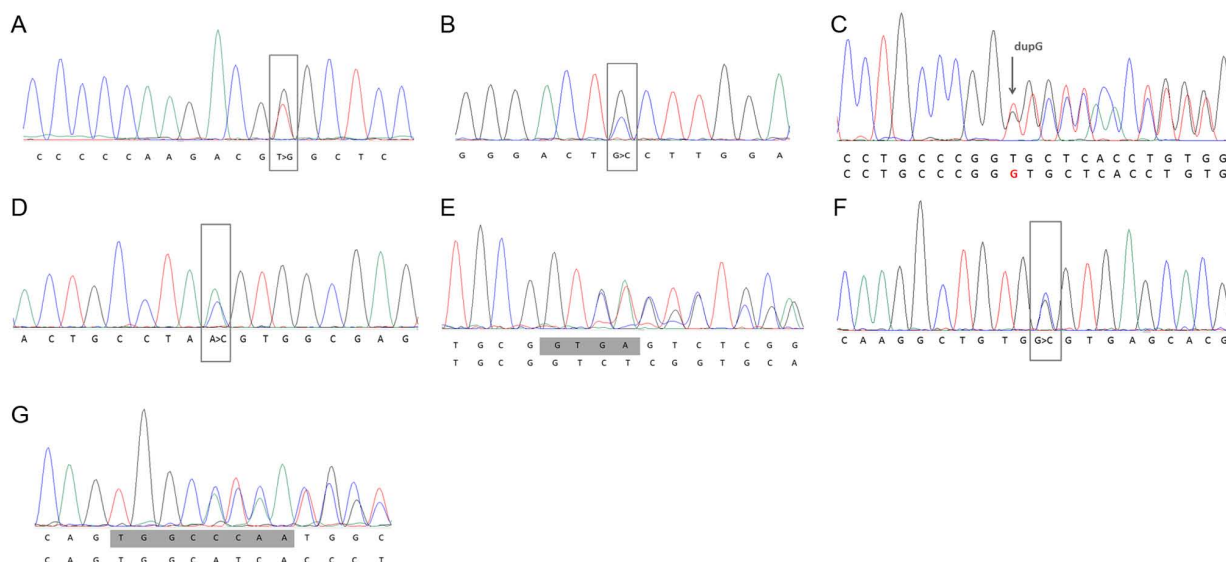 A
C C C C C A A G A C G T>G G C T C
B
G G G A C T G>C C T T G G A
C
dupG
C C T G C C C G G T G C T C A C C T G T G G
C C T G C C C G G G T G C T C A C C T G T G
D
A C T G C C T A A>C G T G G C G A G
E
T G C G G T G A G T C T C G G
T G C G G T C T C G G T G C A
F
C A A G G C T G T G G>C G T G A G C A C G
G
C A G T G G C C C A A T G G C
C A G T G G C A T C A C C C T